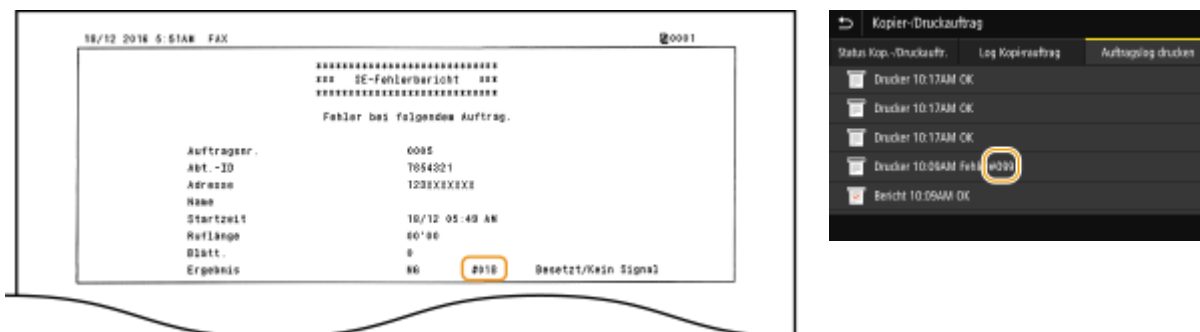 18/12 2016 5:51AM FAX 0001
****************************
*** SE-Fehlerbericht ***
****************************
Fehler bei folgendem Auftrag.
Auftragsnr. 0005
Abt.-ID 7654321
Adresse 123XXXXXXX
Name
Startzeit 18/12 05:49 AM
Ruflänge 00'00
Blätt. 0
Ergebnis NG #018 Besetzt/Kein Signal
Kopier-/Druckauftrag
Status Kop.-/Druckauftr. Log Kopierauftrag Auftragslog drucken
Drucker 10:17AM OK
Drucker 10:17AM OK
Drucker 10:17AM OK
Drucker 10:09AM Fehl #099
Bericht 10:09AM OK